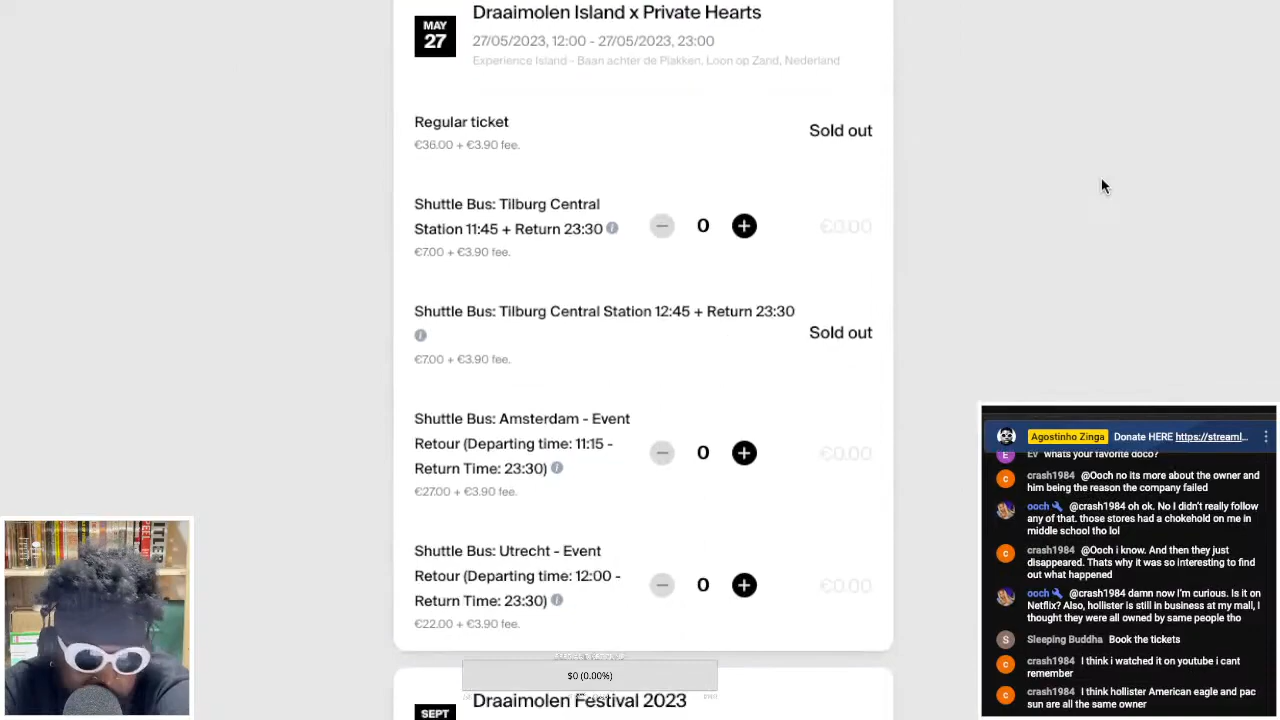 Draaimolen Island x Private Hearts
MAY
27
27/05/2023, 12:00 - 27/05/2023, 23:00
Experience Island - Baan achter de Plakken, Loon op Zand, Nederland
Regular ticket
€36.00 + €3.90 fee.
Sold out
Shuttle Bus: Tilburg Central
Station 11:45 + Return 23:30
€7.00 + €3.90 fee.
0
€0.00
Shuttle Bus: Tilburg Central Station 12:45 + Return 23:30
€7.00 + €3.90 fee.
Sold out
Shuttle Bus: Amsterdam - Event
Retour (Departing time: 11:15 -
Return Time: 23:30)
€27.00 + €3.90 fee.
0
€0.00
Shuttle Bus: Utrecht - Event
Retour (Departing time: 12:00 -
Return Time: 23:30)
€22.00 + €3.90 fee.
0
€0.00
$0 (0.00%)
Draaimolen Festival 2023
SEPT
Agostinho Zinga Donate HERE https://streaml...
Ev whats your favorite doco?
crash1984 @Ooch no its more about the owner and
him being the reason the company failed
ooch @crash1984 oh ok. No I didn't really follow
any of that. those stores had a chokehold on me in
middle school tho lol
crash1984 @Ooch i know. And then they just
disappeared. Thats why it was so interesting to find
out what happened
ooch @crash1984 damn now I'm curious. Is it on
Netflix? Also, hollister is still in business at my mall, I
thought they were all owned by same people tho
Sleeping Buddha Book the tickets
crash1984 I think i watched it on youtube i cant
remember
crash1984 I think hollister American eagle and pac
sun are all the same owner